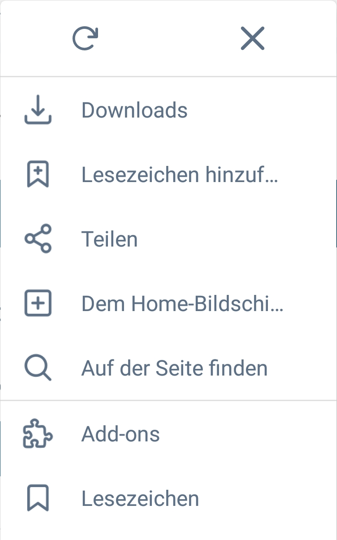 Downloads
Lesezeichen hinzuf...
Teilen
Dem Home-Bildschi...
Auf der Seite finden
Add-ons
Lesezeichen